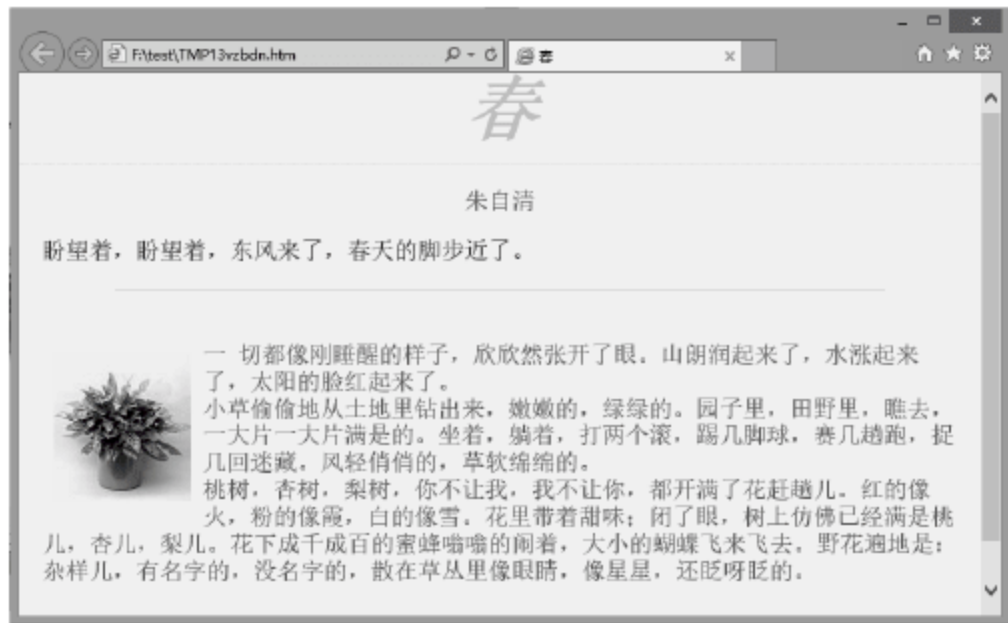 F:\test\TMP13vzbdn.htm
春
春
朱自清
盼望着，盼望着，东风来了，春天的脚步近了。
一 切都像刚睡醒的样子，欣欣然张开了眼。山朗润起来了，水涨起来
了，太阳的脸红起来了。
小草偷偷地从土地里钻出来，嫩嫩的，绿绿的。园子里，田野里，瞧去，
一大片一大片满是的。坐着，躺着，打两个滚，踢几脚球，赛几趟跑，捉
几回迷藏。风轻悄悄的，草软绵绵的。
桃树，杏树，梨树，你不让我，我不让你，都开满了花赶趟儿。红的像
火，粉的像霞，白的像雪。花里带着甜味；闭了眼，树上仿佛已经满是桃
儿，杏儿，梨儿。花下成千成百的蜜蜂嗡嗡的闹着，大小的蝴蝶飞来飞去。野花遍地是：
杂样儿，有名字的，没名字的，散在草丛里像眼睛，像星星，还眨呀眨的。